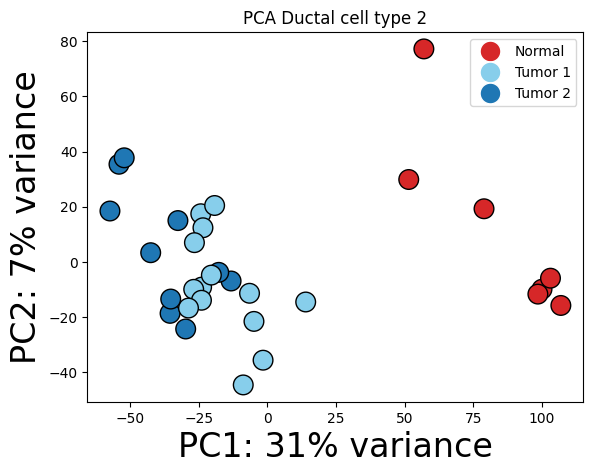 PCA Ductal cell type 2
Normal
Tumor 1
Tumor 2
PC2: 7% variance
80
60
40
20
0
−20
−40
−50
−25
0
25
50
75
100
PC1: 31% variance